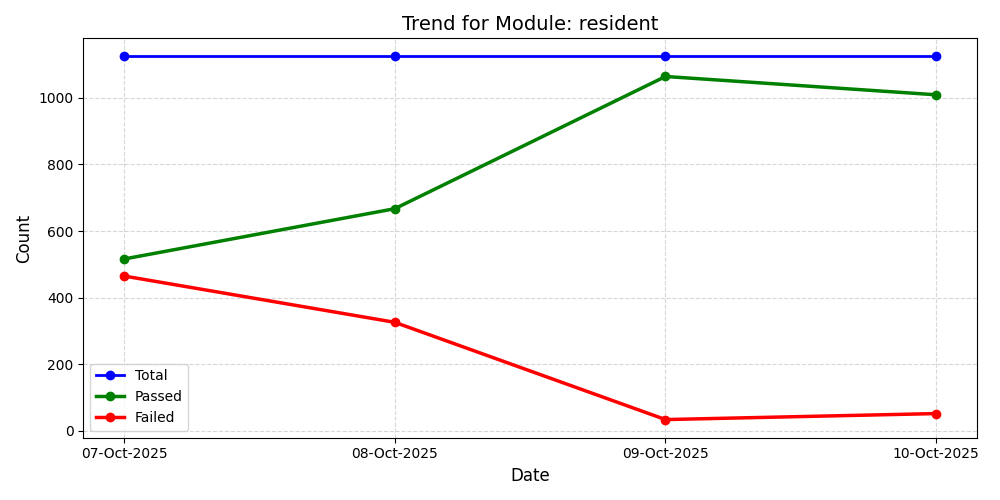 Trend for Module: resident
Count
1000
800
600
400
200
0
Total
Passed
Failed
07-Oct-2025
08-Oct-2025
09-Oct-2025
10-Oct-2025
Date